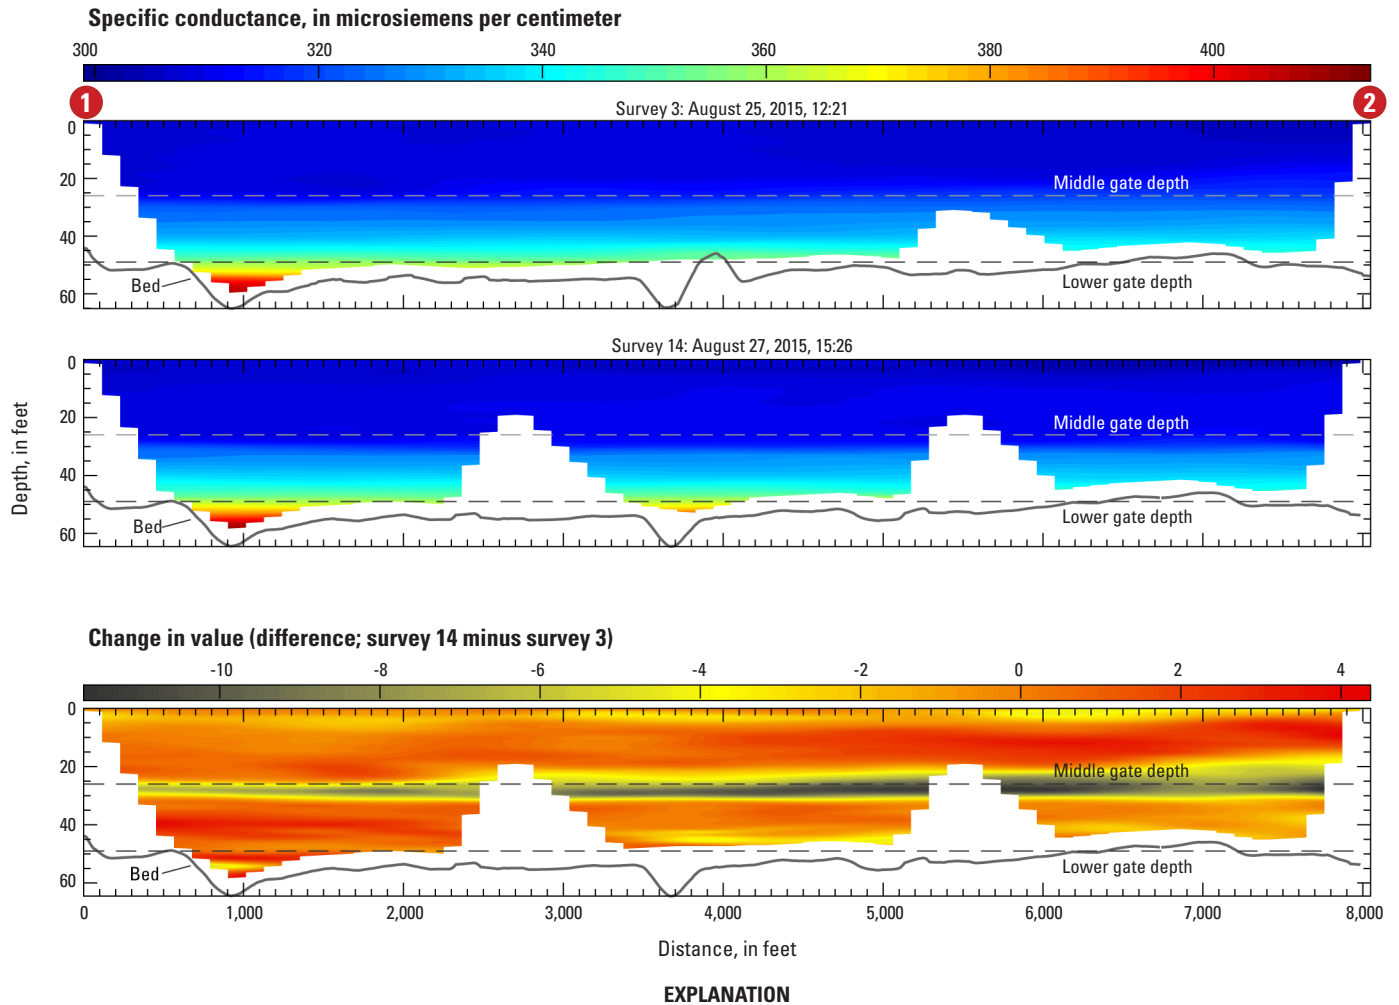 Specific conductance, in microsiemens per centimeter
300 320 340 360 380 400
1 2
Survey 3: August 25, 2015, 12:21
0
20
40
60
Middle gate depth
Lower gate depth
Bed
Survey 14: August 27, 2015, 15:26
0
20
40
60
Middle gate depth
Lower gate depth
Bed
Depth, in feet
Change in value (difference; survey 14 minus survey 3)
-10 -8 -6 -4 -2 0 2 4
0
20
40
60
Middle gate depth
Lower gate depth
Bed
0 1,000 2,000 3,000 4,000 5,000 6,000 7,000 8,000
Distance, in feet
EXPLANATION